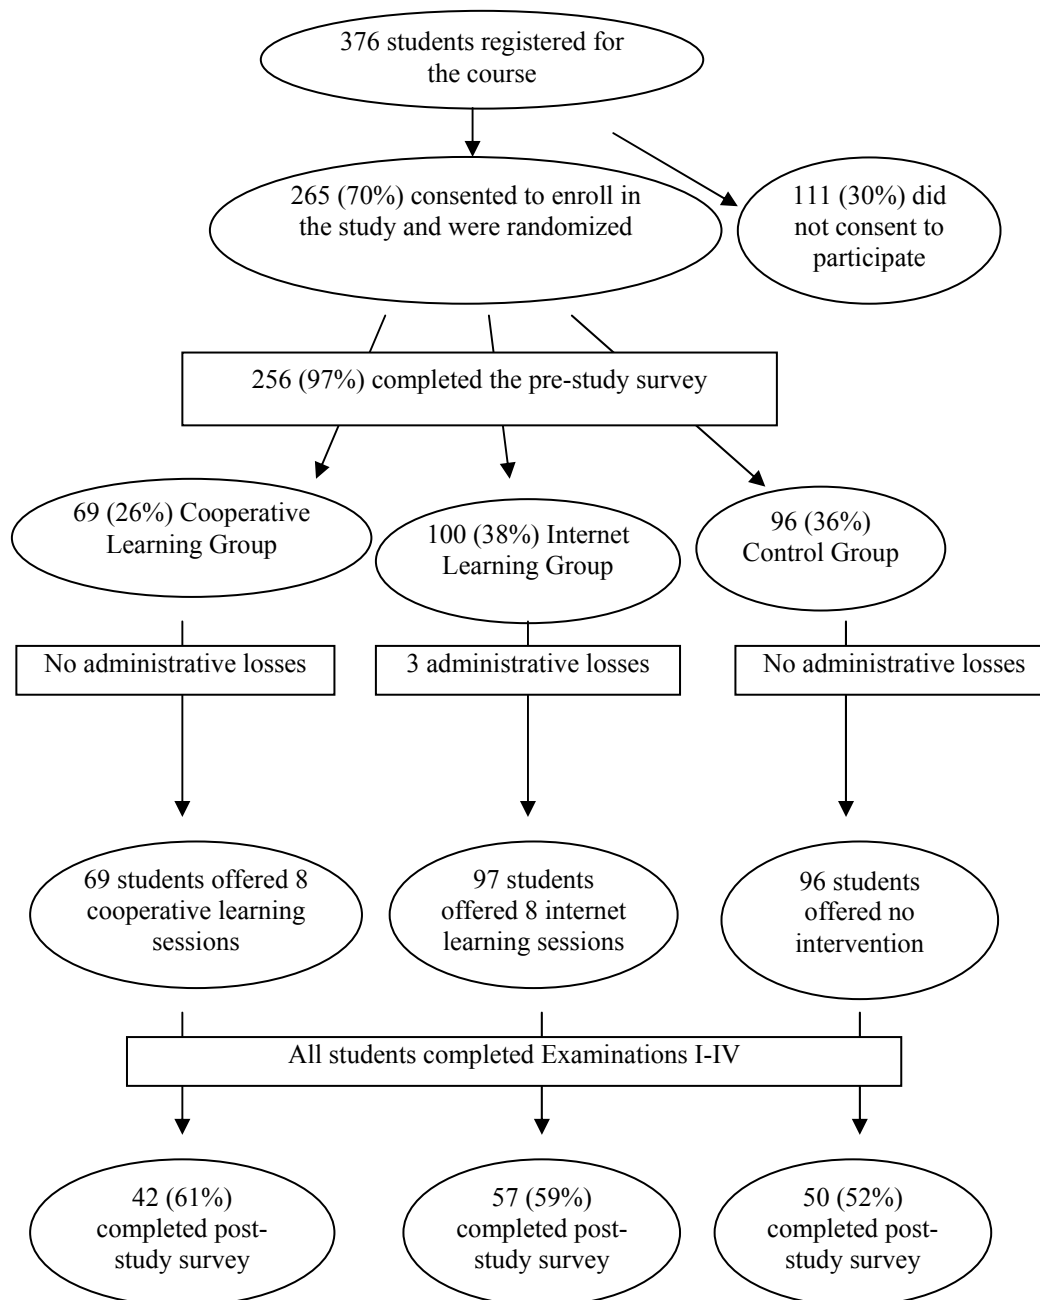 376 students registered for
the course
265 (70%) consented to enroll in
the study and were randomized
111 (30%) did
not consent to
participate
256 (97%) completed the pre-study survey
69 (26%) Cooperative
Learning Group
100 (38%) Internet
Learning Group
96 (36%)
Control Group
No administrative losses
3 administrative losses
No administrative losses
69 students offered 8
cooperative learning
sessions
97 students
offered 8 internet
learning sessions
96 students
offered no
intervention
All students completed Examinations I-IV
42 (61%)
completed post-
study survey
57 (59%)
completed post-
study survey
50 (52%)
completed post-
study survey